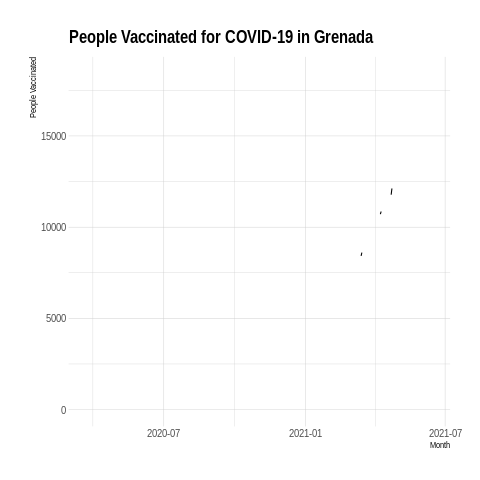 People Vaccinated for COVID-19 in Grenada
People Vaccinated
15000
10000
5000
0
2020-07
2021-01
2021-07
Month